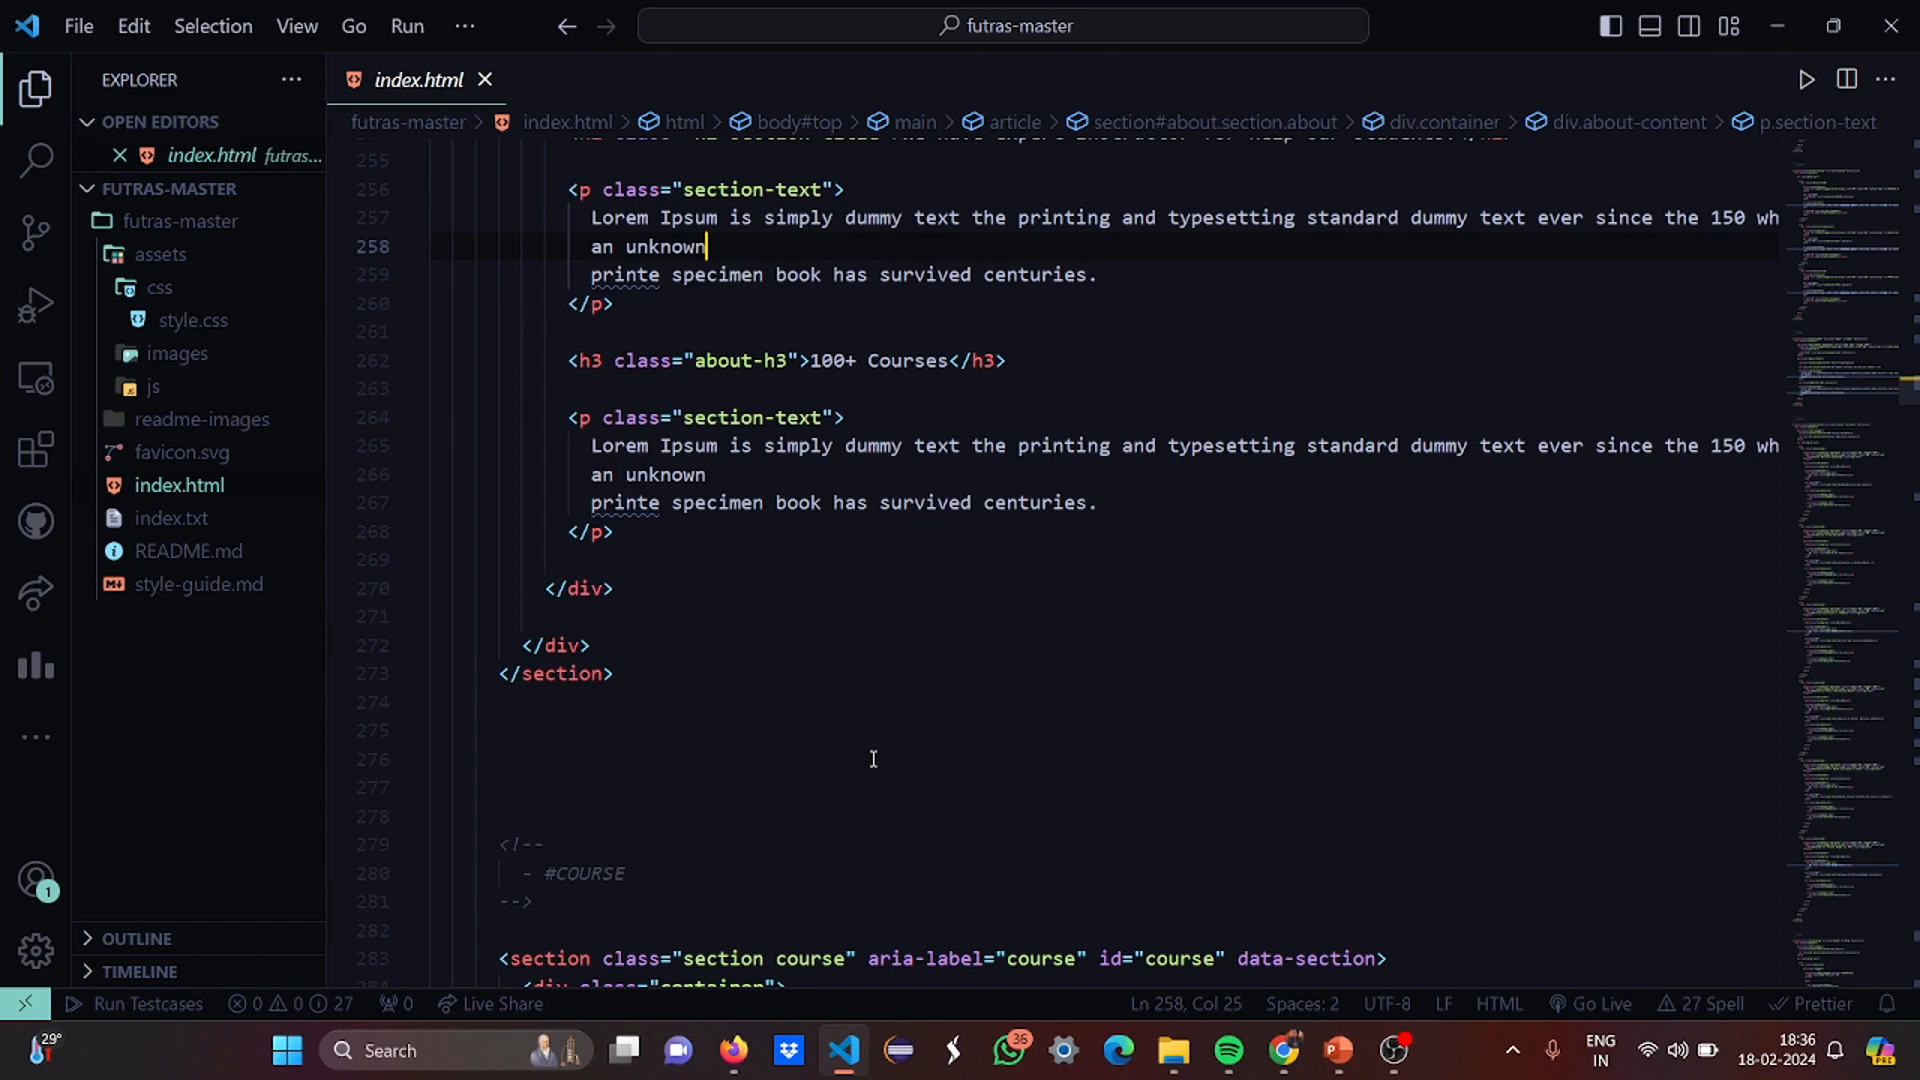 File Edit Selection View Go Run ··· futras-master
EXPLORER ···
OPEN EDITORS
index.html futras...
FUTRAS-MASTER
futras-master
assets
css
style.css
images
js
readme-images
favicon.svg
index.html
index.txt
README.md
style-guide.md
OUTLINE
TIMELINE
index.html
futras-master > index.html > html > body#top > main > article > section#about.section.about > div.container > div.about-content > p.section-text
255
256 <p class="section-text">
257 Lorem Ipsum is simply dummy text the printing and typesetting standard dummy text ever since the 150 wh
258 an unknown
259 printe specimen book has survived centuries.
260 </p>
261
262 <h3 class="about-h3">100+ Courses</h3>
263
264 <p class="section-text">
265 Lorem Ipsum is simply dummy text the printing and typesetting standard dummy text ever since the 150 wh
266 an unknown
267 printe specimen book has survived centuries.
268 </p>
269
270 </div>
271
272 </div>
273 </section>
274
275
276
277
278
279 <!--
280 - #COURSE
281 -->
282
283 <section class="section course" aria-label="course" id="course" data-section>
284 <div class="container">
1
Run Testcases 0 0 27 0 Live Share Ln 258, Col 25 Spaces: 2 UTF-8 LF HTML Go Live 27 Spell Prettier
29° Search 36 ENG IN 18:36 18-02-2024 PRE